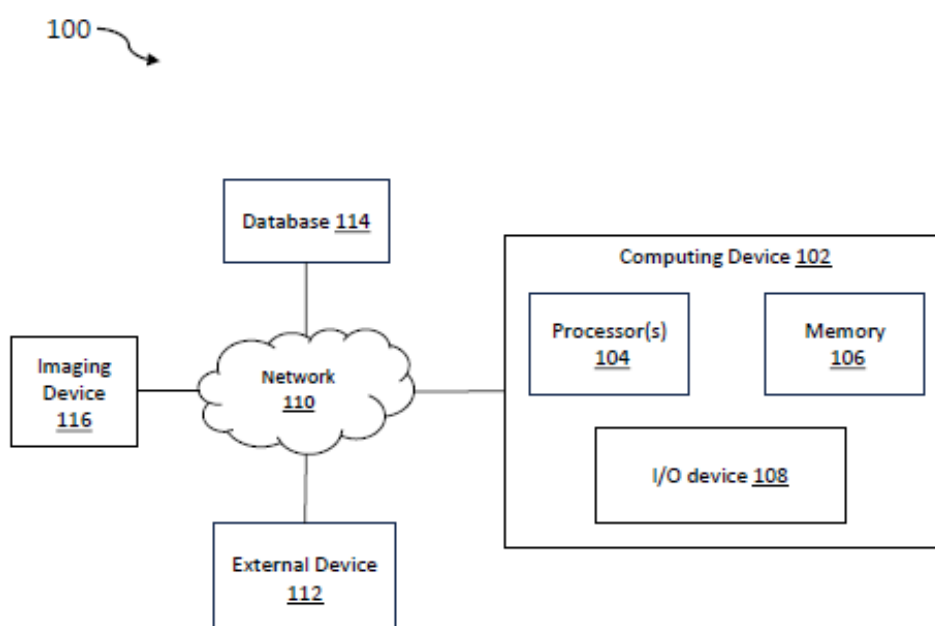 100
Database 114
Computing Device 102
Processor(s)
104
Memory
106
Imaging
Device
116
Network
110
I/O device 108
External Device
112